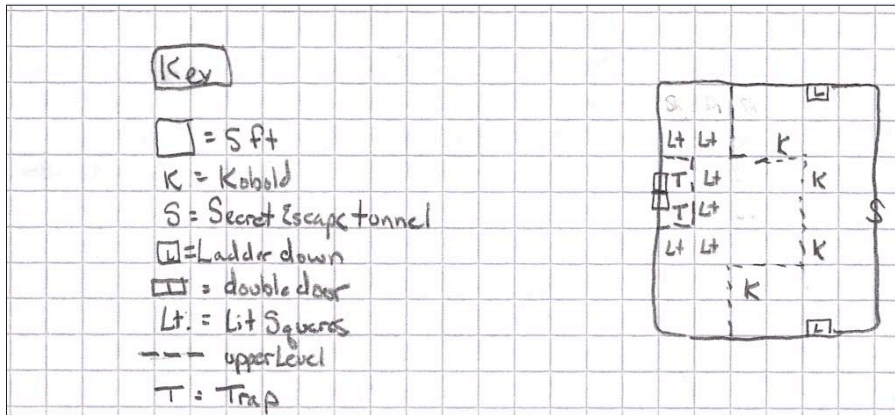 Key
= 5 ft
K = Kobold
S = Secret Escape tunnel
L = Ladder down
= double door
Lt. = Lit Squares
--- upper Level
T = Trap
L
Lt Lt K
T Lt K
T Lt S
Lt Lt K
K
L